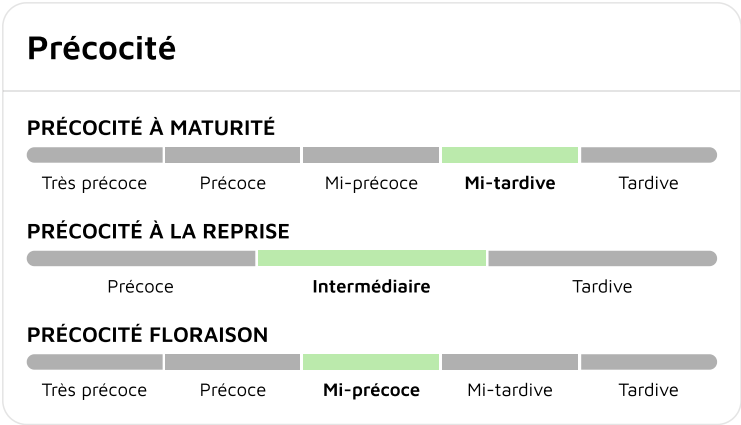 Précocité
PRÉCOCITÉ À MATURITÉ
Très précoce Précoce Mi-précoce Mi-tardive Tardive
PRÉCOCITÉ À LA REPRISE
Précoce Intermédiaire Tardive
PRÉCOCITÉ FLORAISON
Très précoce Précoce Mi-précoce Mi-tardive Tardive